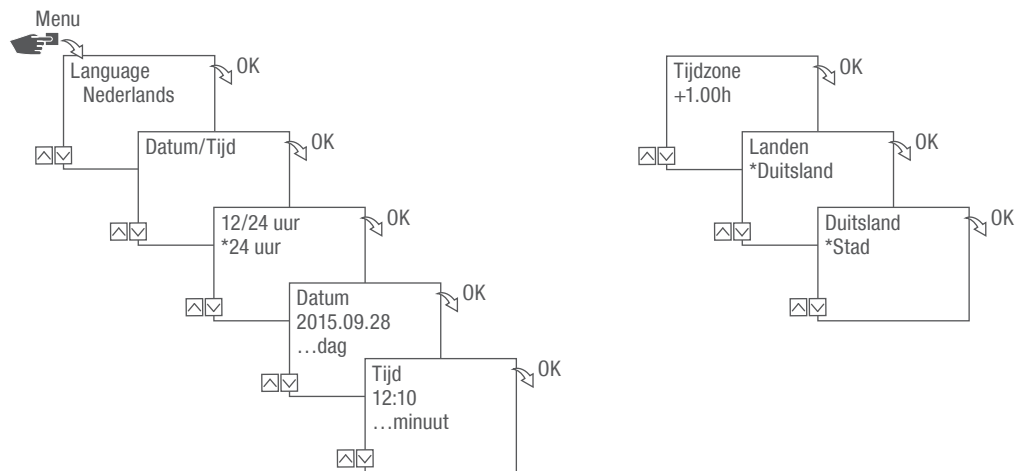 Menu
Language
Nederlands
OK
Datum/Tijd
OK
12/24 uur
*24 uur
OK
Datum
2015.09.28
…dag
OK
Tijd
12:10
…minuut
OK
Tijdzone
+1.00h
OK
Landen
*Duitsland
OK
Duitsland
*Stad
OK